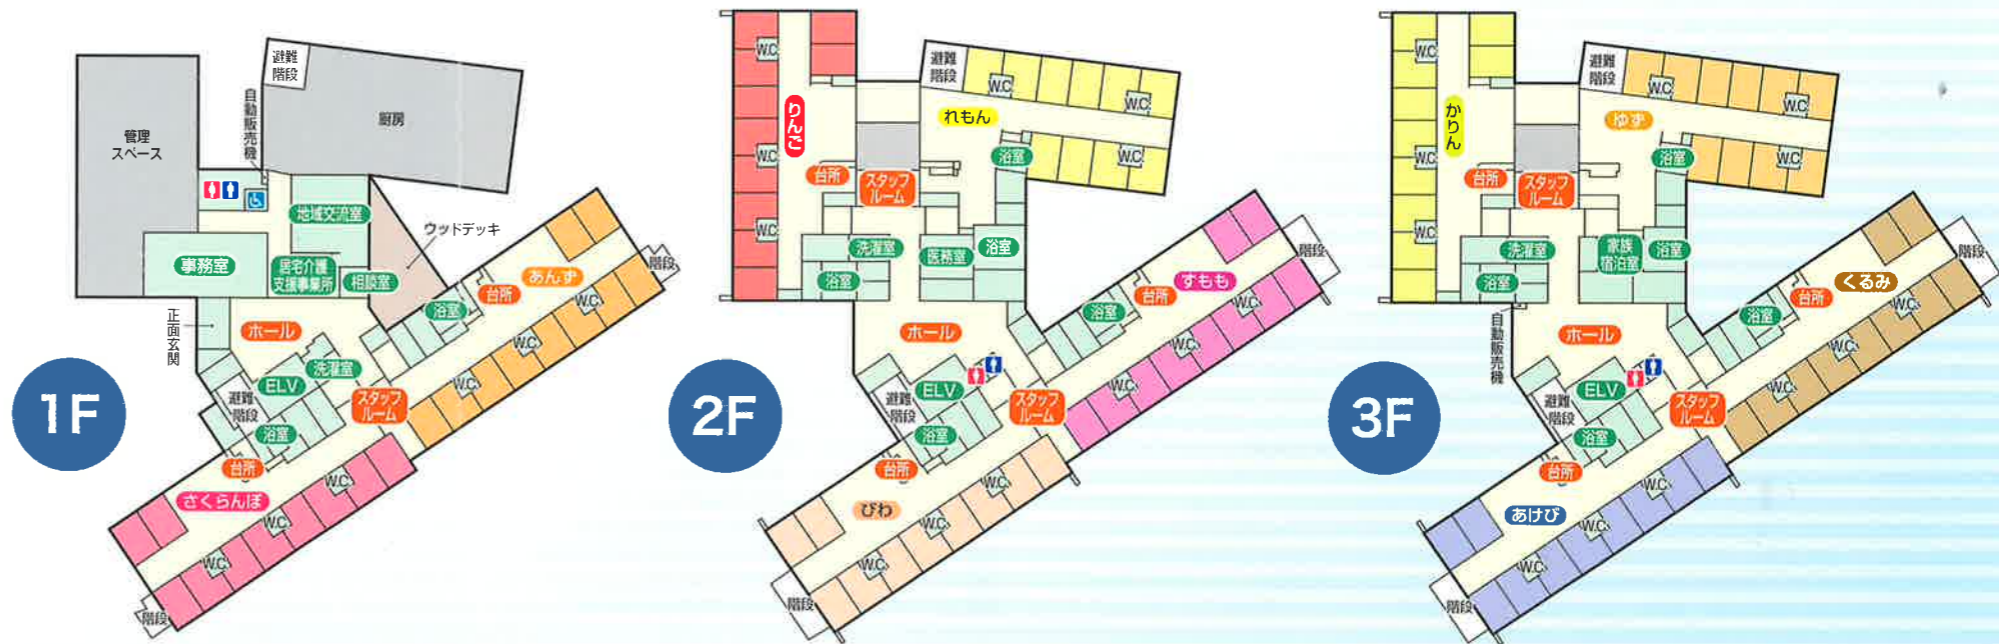 避難
階段
管理
スペース
自動販売機
厨房
地域交流室
ウッドデッキ
事務室
居宅介護
支援事業所
相談室
あんず
階段
台所
浴室
W.C
正面玄関
ホール
洗濯室
W.C
ELV
W.C
避難
階段
スタッフ
ルーム
1F
浴室
台所
W.C
さくらんぼ
W.C
W.C
階段
W.C
避難
階段
W.C
W.C
りんご
れもん
W.C
浴室
W.C
台所
スタッフ
ルーム
W.C
洗濯室
医務室
浴室
階段
浴室
すもも
台所
W.C
浴室
ホール
W.C
ELV
W.C
避難
階段
スタッフ
ルーム
2F
浴室
台所
W.C
びわ
W.C
W.C
階段
W.C
避難
階段
W.C
W.C
かりん
ゆず
W.C
浴室
W.C
台所
スタッフ
ルーム
W.C
洗濯室
家族
宿泊室
浴室
階段
浴室
くるみ
台所
W.C
浴室
自動販売機
ホール
W.C
ELV
W.C
避難
階段
スタッフ
ルーム
3F
浴室
台所
W.C
あけび
W.C
W.C
階段